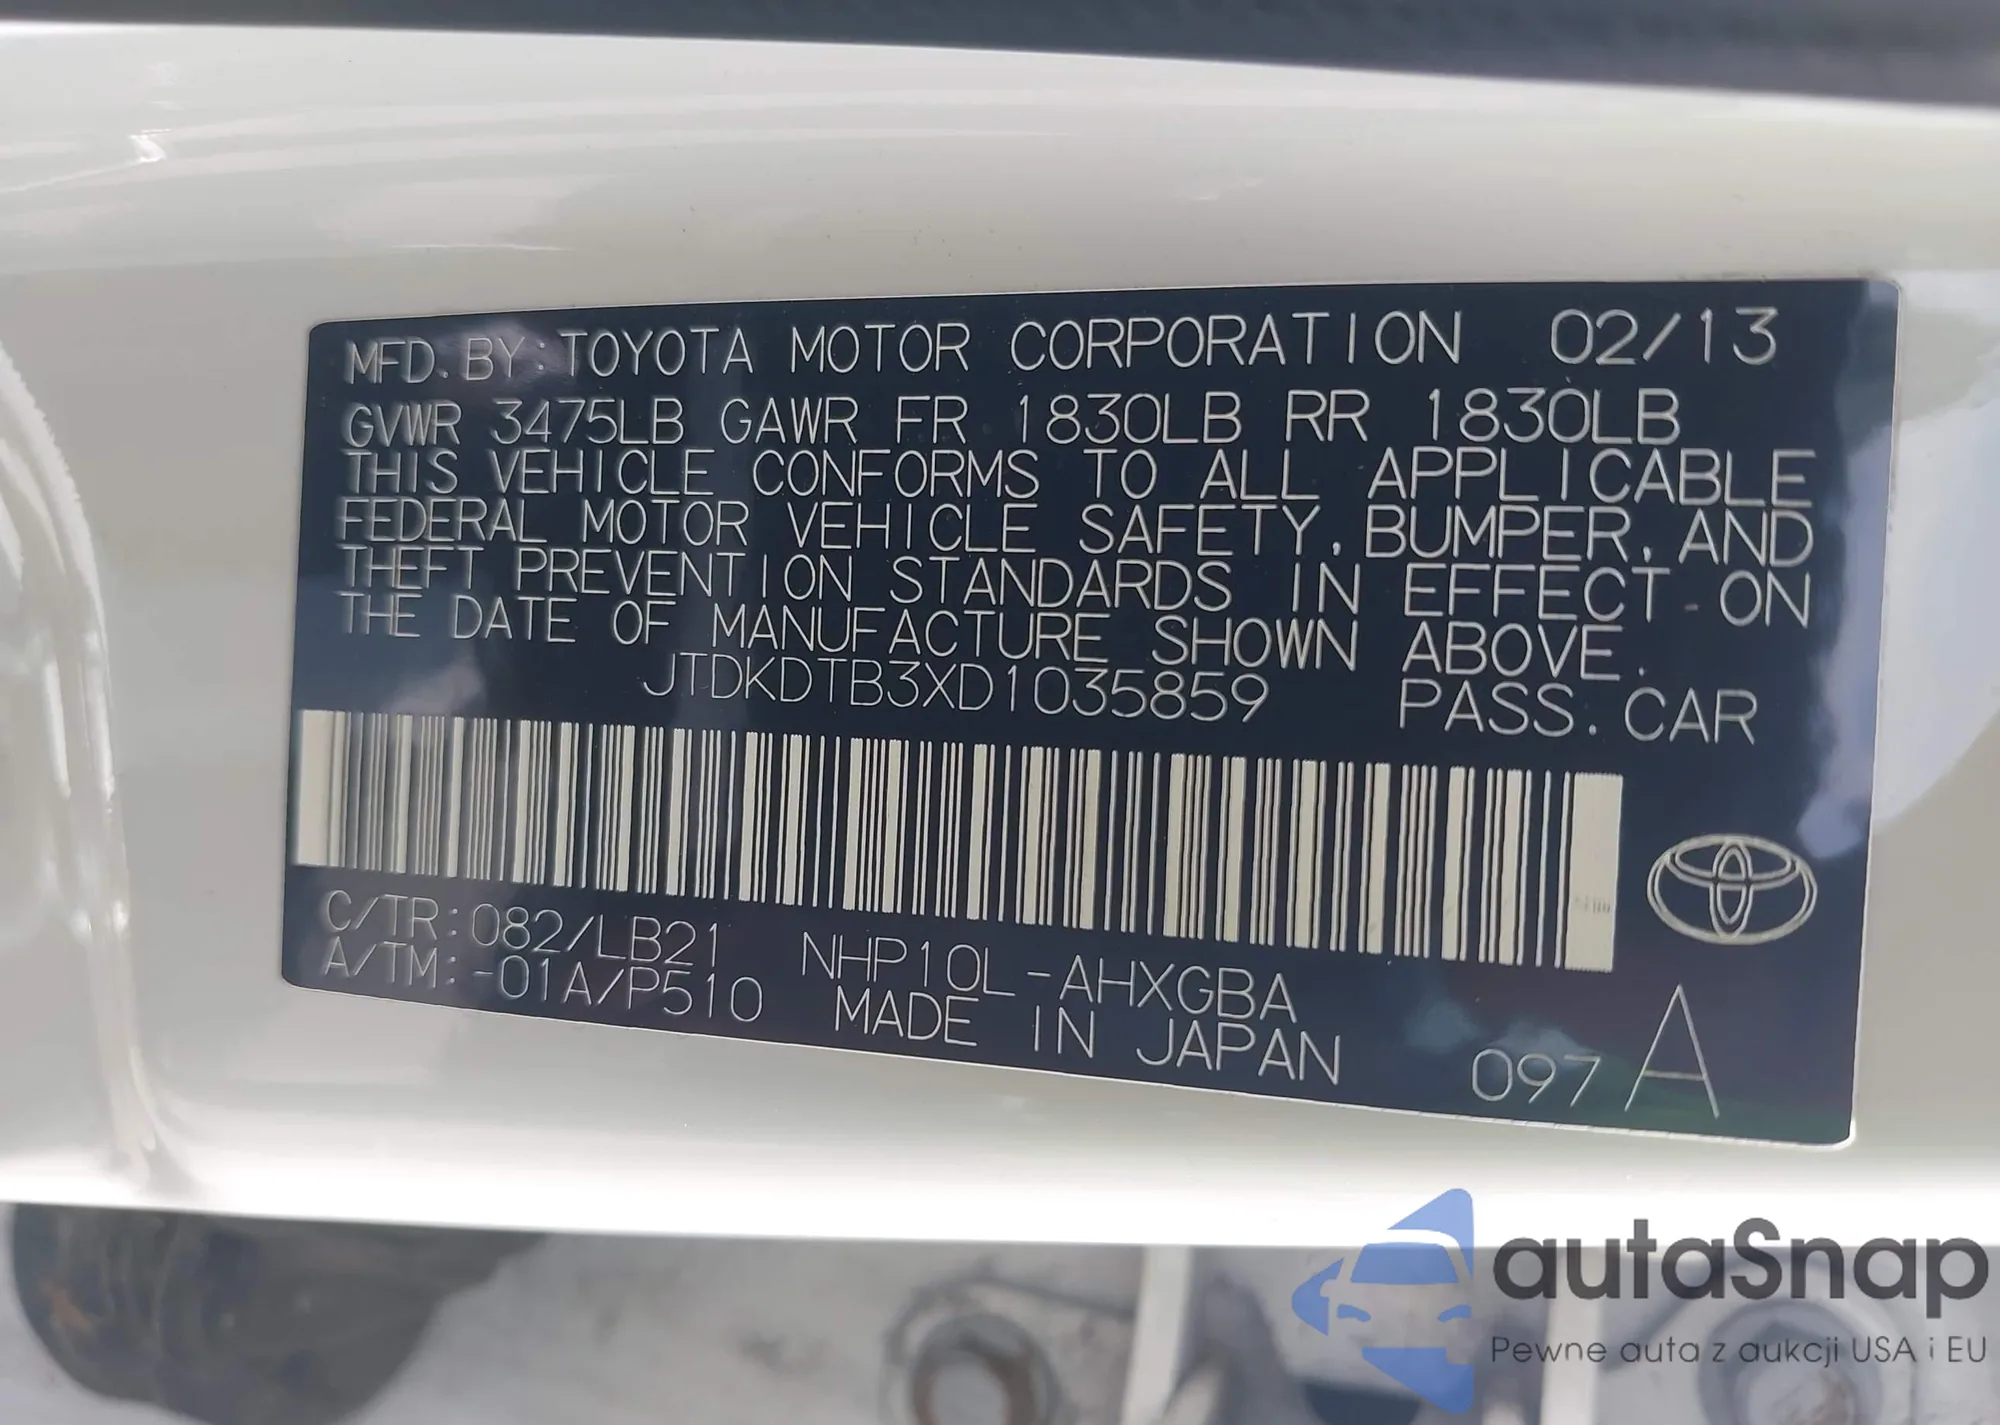 MFD. BY: TOYOTA MOTOR CORPORATION 02/13
GVWR 3475LB GAWR FR 1830LB RR 1830LB
THIS VEHICLE CONFORMS TO ALL APPLICABLE
FEDERAL MOTOR VEHICLE SAFETY, BUMPER, AND
THEFT PREVENTION STANDARDS IN EFFECT ON
THE DATE OF MANUFACTURE SHOWN ABOVE.
JTDKDTB3XD1035859 PASS. CAR
C/TR: 082/LB21 NHP10L-AHXGBA
A/TM: -01A/P510 MADE IN JAPAN 097 A
autoSnap
Pewne auta z aukcji USA i EU